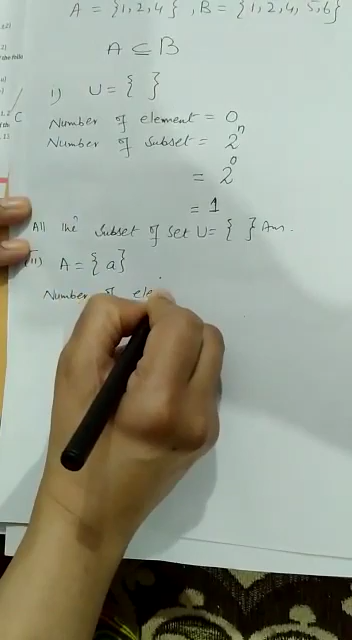 A = {1,2,4} , B = {1,2,4,5,6}
A ⊆ B
i) U = { }
Number of element = 0
Number of subset = 2ⁿ
= 2⁰
= 1
All the Subset of Set U = { } Ans.
(ii) A = {a}
Number of ele